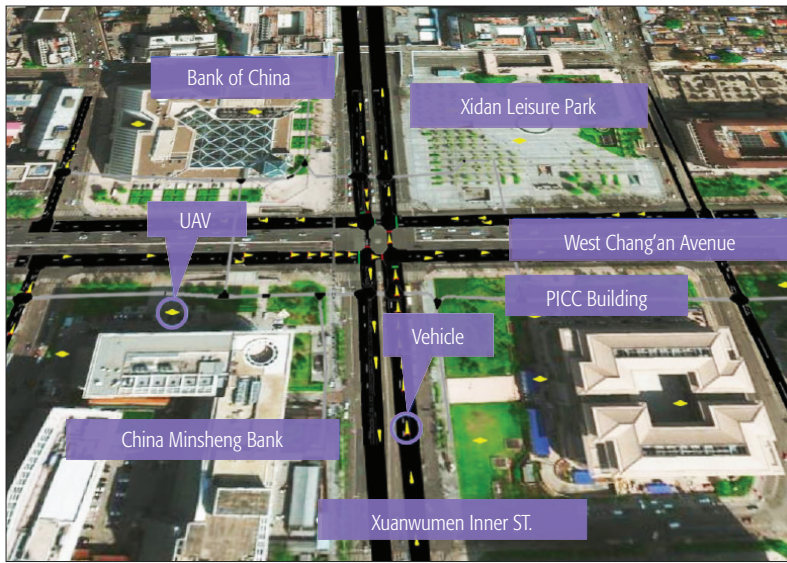 Bank of China
Xidan Leisure Park
UAV
West Chang'an Avenue
PICC Building
Vehicle
China Minsheng Bank
Xuanwumen Inner ST.